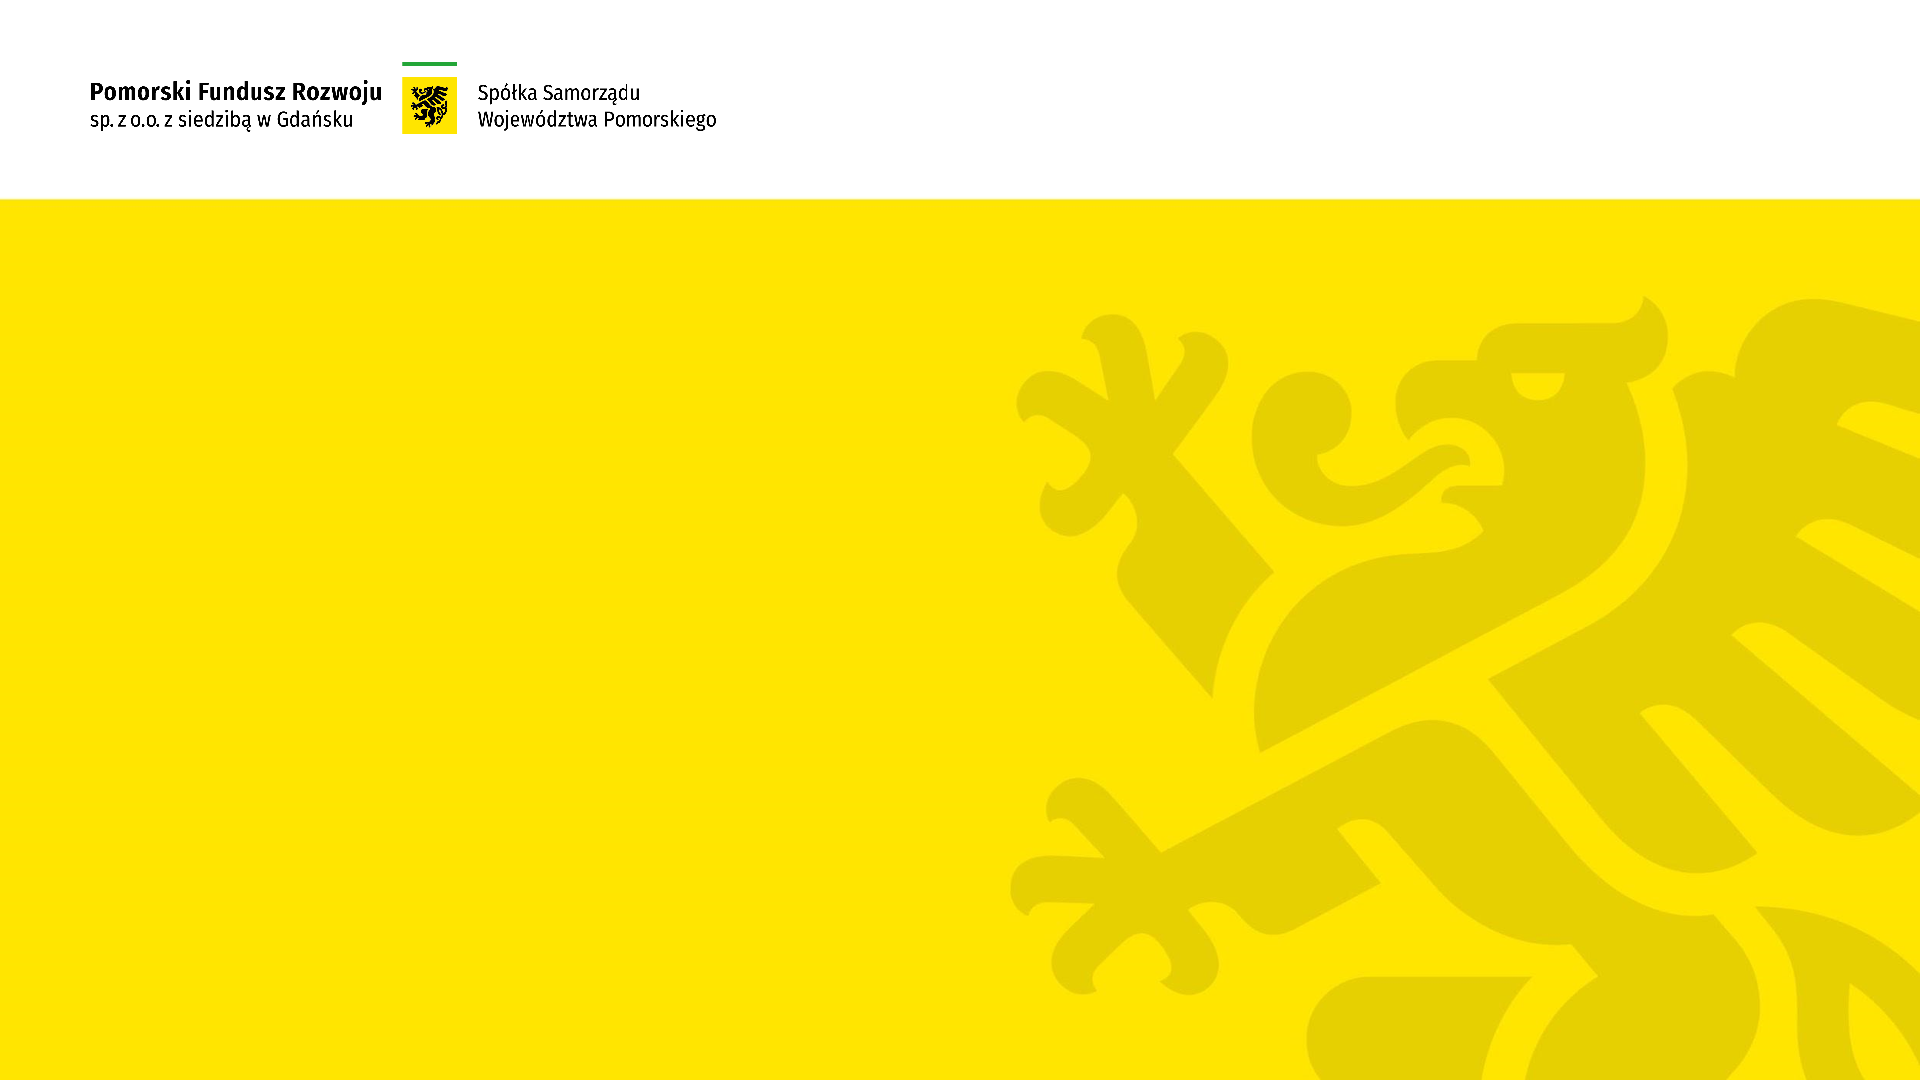 Pomorski Fundusz Rozwoju
sp. z o.o. z siedzibą w Gdańsku
Spółka Samorządu
Województwa Pomorskiego